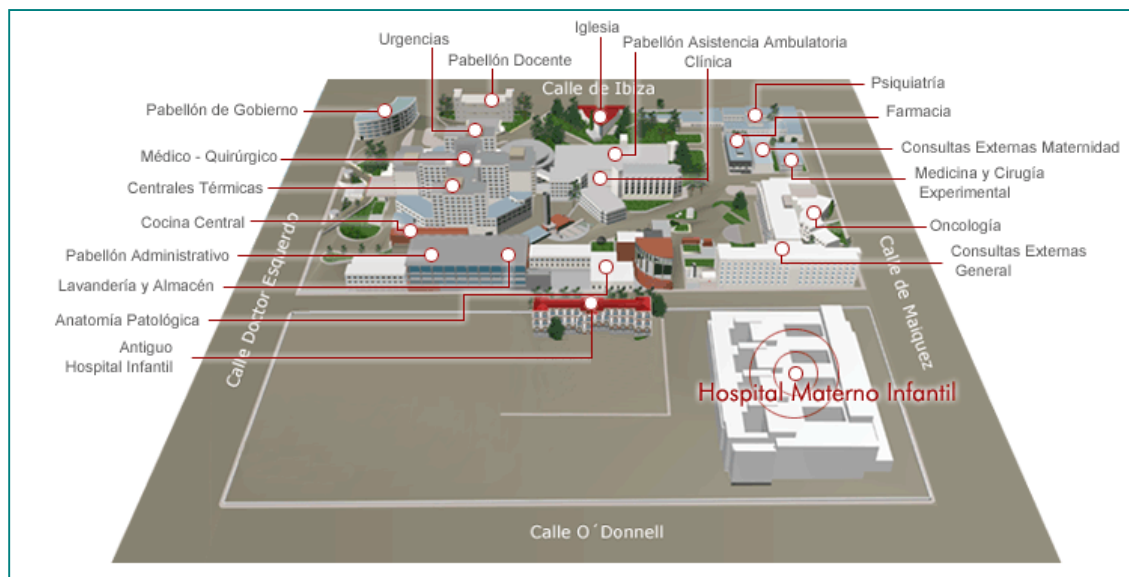 Iglesia
Urgencias
Pabellón Asistencia Ambulatoria
Clínica
Pabellón Docente
Calle de Ibiza
Psiquiatría
Pabellón de Gobierno
Farmacia
Médico - Quirúrgico
Consultas Externas Maternidad
Centrales Térmicas
Medicina y Cirugía
Experimental
Cocina Central
Oncología
Pabellón Administrativo
Consultas Externas
General
Lavandería y Almacén
Calle Doctor Esquerdo
Calle de Maiquez
Anatomía Patológica
Antiguo
Hospital Infantil
Hospital Materno Infantil
Calle O´Donnell